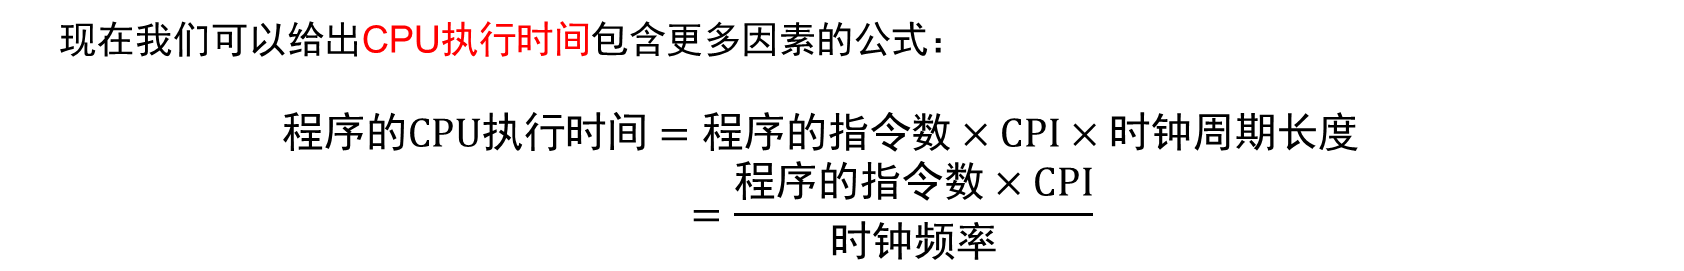 现在我们可以给出CPU执行时间包含更多因素的公式：
程序的CPU执行时间 = 程序的指令数 × CPI × 时钟周期长度
= 程序的指令数 × CPI
时钟频率